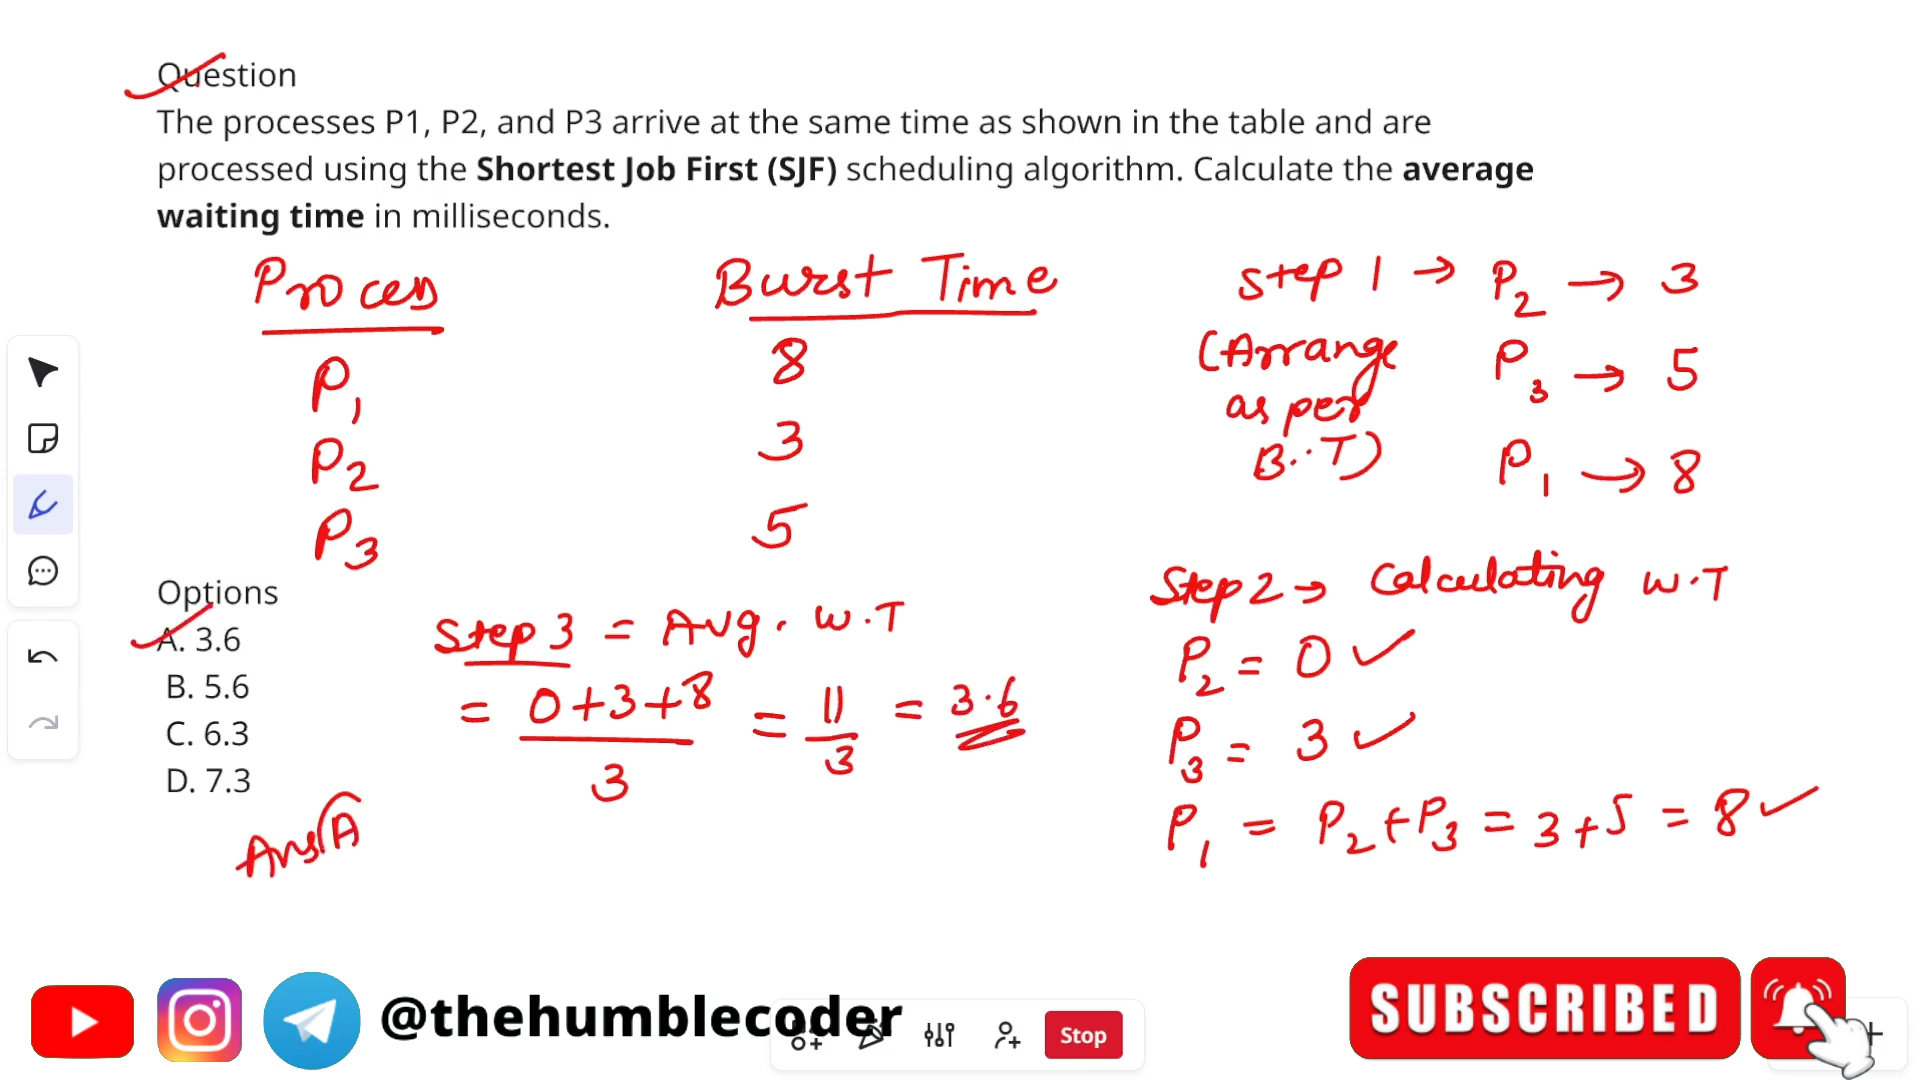 Question
The processes P1, P2, and P3 arrive at the same time as shown in the table and are
processed using the Shortest Job First (SJF) scheduling algorithm. Calculate the average
waiting time in milliseconds.
Process Burst Time
P1 8
P2 3
P3 5
Step 1 → P2 → 3
(Arrange P3 → 5
as per
B.T) P1 → 8
Options
A. 3.6
B. 5.6
C. 6.3
D. 7.3
Ans(A
Step 3 = Avg. W.T
= 0+3+8 / 3 = 11 / 3 = 3.6
Step 2 → Calculating W.T
P2 = 0 ✓
P3 = 3 ✓
P1 = P2 + P3 = 3 + 5 = 8 ✓
@thehumblecoder
Stop
SUBSCRIBED